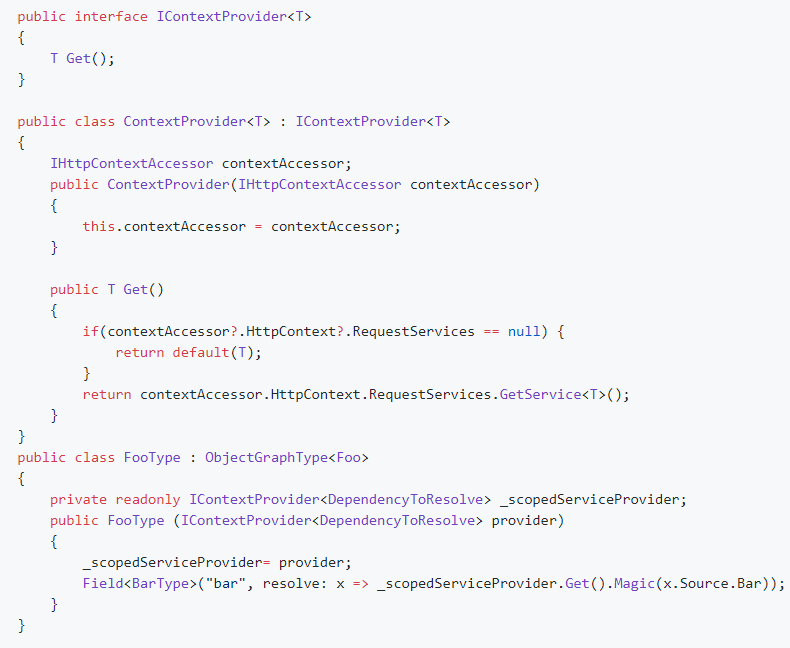 public interface IContextProvider<T>
{
    T Get();
}

public class ContextProvider<T> : IContextProvider<T>
{
    IHttpContextAccessor contextAccessor;
    public ContextProvider(IHttpContextAccessor contextAccessor)
    {
        this.contextAccessor = contextAccessor;
    }

    public T Get()
    {
        if(contextAccessor?.HttpContext?.RequestServices == null) {
            return default(T);
        }
        return contextAccessor.HttpContext.RequestServices.GetService<T>();
    }
}
public class FooType : ObjectGraphType<Foo>
{
    private readonly IContextProvider<DependencyToResolve> _scopedServiceProvider;
    public FooType (IContextProvider<DependencyToResolve> provider)
    {
        _scopedServiceProvider= provider;
        Field<BarType>("bar", resolve: x => _scopedServiceProvider.Get().Magic(x.Source.Bar));
    }
}